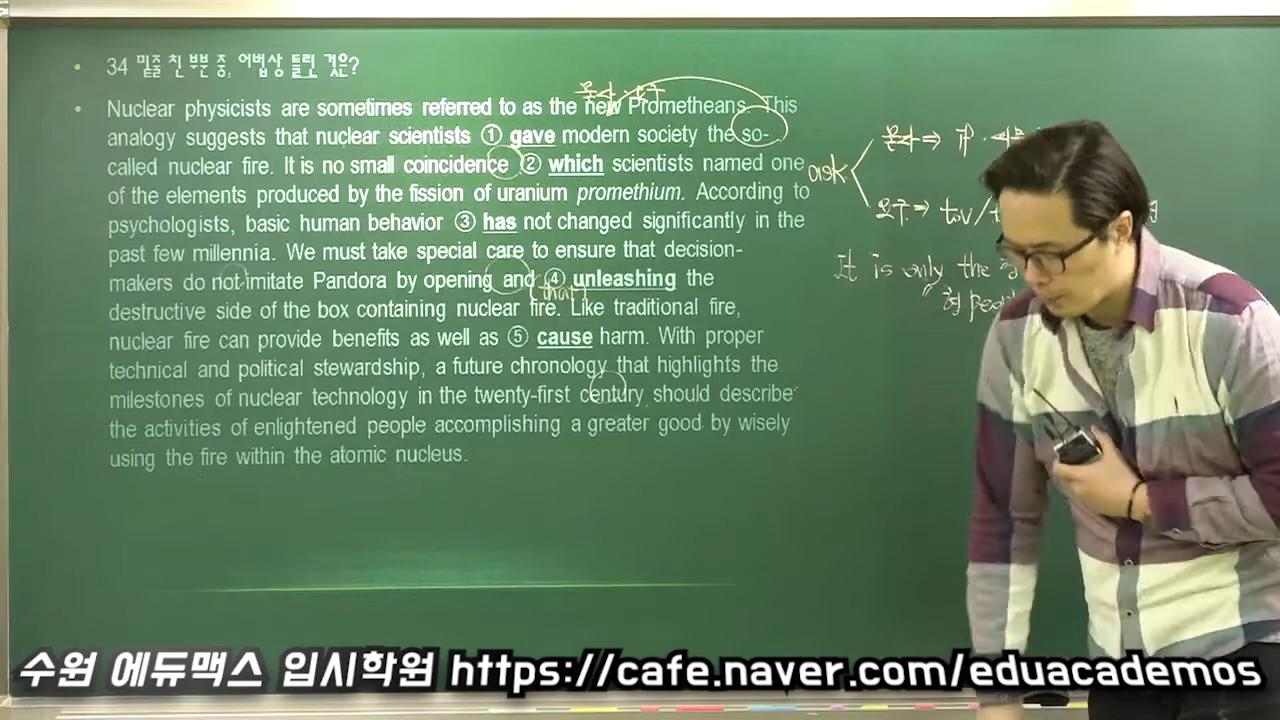 34 밑줄 친 부분 중, 어법상 틀린 것은?
Nuclear physicists are sometimes referred to as the new Prometheans. This
analogy suggests that nuclear scientists ① gave modern society the so-
called nuclear fire. It is no small coincidence ② which scientists named one
of the elements produced by the fission of uranium promethium. According to
psychologists, basic human behavior ③ has not changed significantly in the
past few millennia. We must take special care to ensure that decision-
makers do not imitate Pandora by opening and ④ unleashing the
destructive side of the box containing nuclear fire. Like traditional fire,
nuclear fire can provide benefits as well as ⑤ cause harm. With proper
technical and political stewardship, a future chronology that highlights the
milestones of nuclear technology in the twenty-first century should describe
the activities of enlightened people accomplishing a greater good by wisely
using the fire within the atomic nucleus.
that
ask
It is only the
수원 에듀맥스 입시학원 https://cafe.naver.com/eduacademos